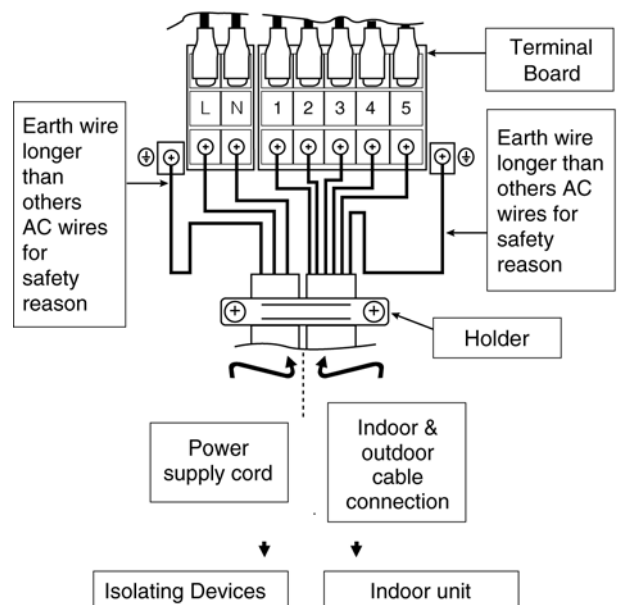 Terminal
Board
L N 1 2 3 4 5
Earth wire
longer
than
others
AC wires
for
safety
reason
Earth wire
longer than
others AC
wires for
safety
reason
Holder
Power
supply cord
Indoor &
outdoor
cable
connection
Isolating Devices
Indoor unit